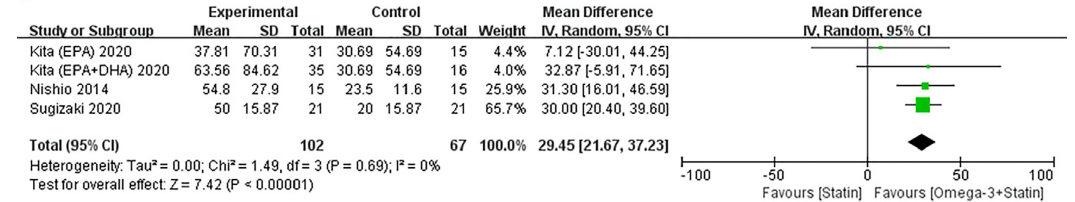 Experimental Control Mean Difference Mean Difference
Study or Subgroup Mean SD Total Mean SD Total Weight IV, Random, 95% CI IV, Random, 95% CI
Kita (EPA) 2020 37.81 70.31 31 30.69 54.69 15 4.4% 7.12 [-30.01, 44.25]
Kita (EPA+DHA) 2020 63.56 84.62 35 30.69 54.69 16 4.0% 32.87 [-5.91, 71.65]
Nishio 2014 54.8 27.9 15 23.5 11.6 15 25.9% 31.30 [16.01, 46.59]
Sugizaki 2020 50 15.87 21 20 15.87 21 65.7% 30.00 [20.40, 39.60]
Total (95% CI) 102 67 100.0% 29.45 [21.67, 37.23]
Heterogeneity: Tau² = 0.00; Chi² = 1.49, df = 3 (P = 0.69); I² = 0%
Test for overall effect: Z = 7.42 (P < 0.00001)
-100 -50 0 50 100
Favours [Statin] Favours [Omega-3+Statin]